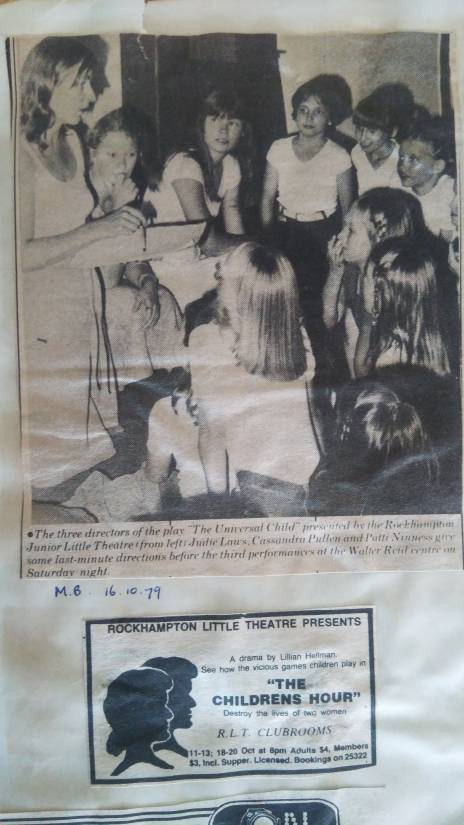 ●The three directors of the play "The Universal Child" presented by the Rockhampton
Junior Little Theatre (from left) Judie Laws, Cassandra Pullen and Patti Ninness give
some last-minute directions before the third performances at the Walter Reid centre on
Saturday night.
M.B. 16.10.79
ROCKHAMPTON LITTLE THEATRE PRESENTS
A drama by Lillian Hellman.
See how the vicious games children play in
"THE
CHILDRENS HOUR"
Destroy the lives of two women
R.L.T. CLUBROOMS
11-13; 18-20 Oct at 8pm Adults $4, Members
$3, Incl. Supper. Licensed. Bookings on 25322